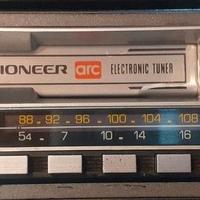 IONEER arc ELECTRONIC TUNER
88 - 92 - 96 - 100 - 104 - 108
54 - 7 10 - 14 16